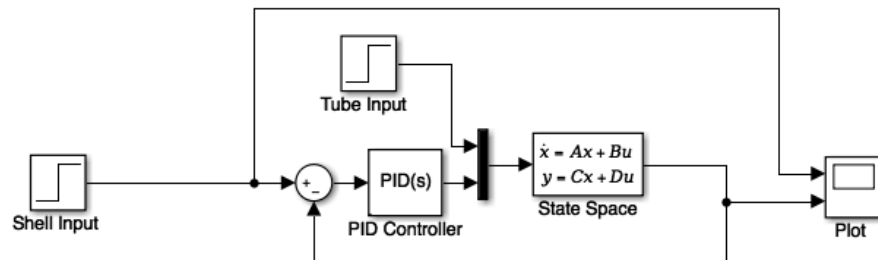 Tube Input
Shell Input
+
−
PID(s)
PID Controller
ẋ = Ax + Bu
y = Cx + Du
State Space
Plot